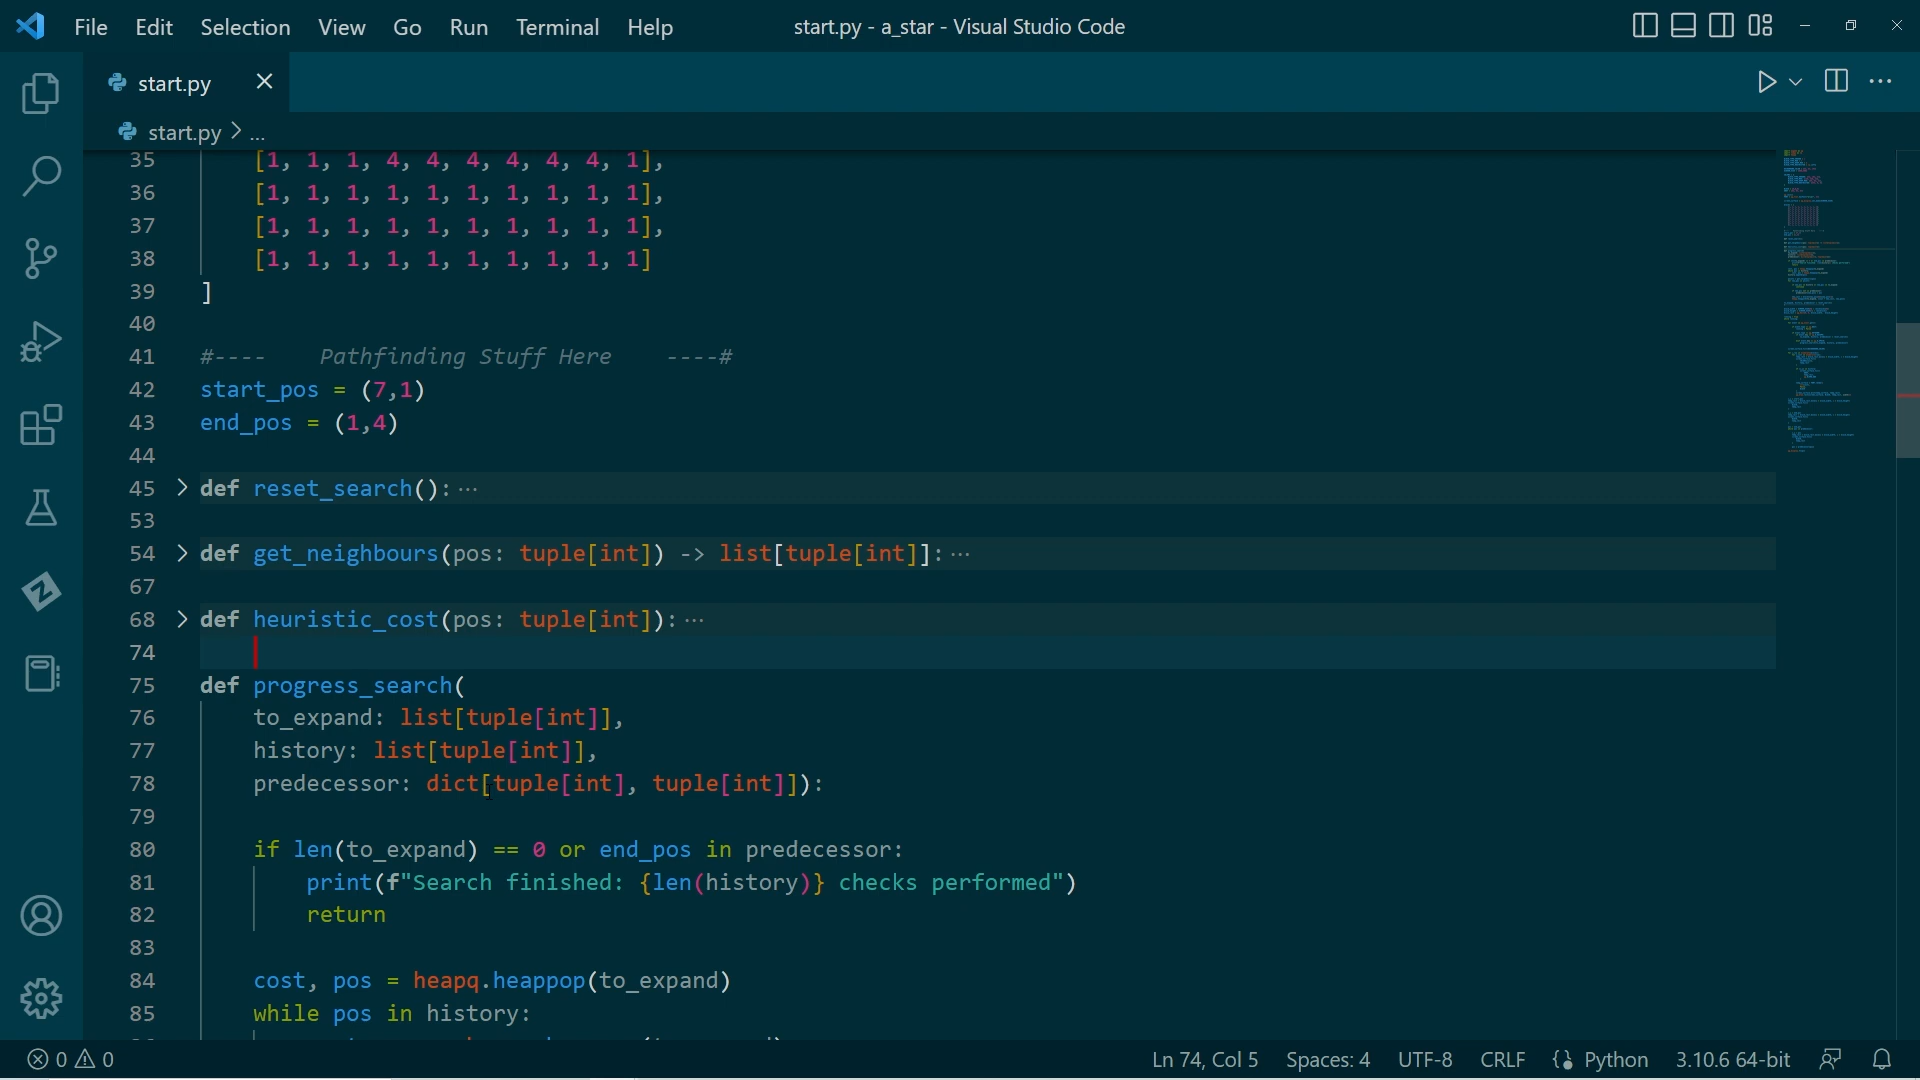 File Edit Selection View Go Run Terminal Help start.py - a_star - Visual Studio Code
start.py
start.py > ...
35 [1, 1, 1, 4, 4, 4, 4, 4, 4, 1],
36 [1, 1, 1, 1, 1, 1, 1, 1, 1, 1],
37 [1, 1, 1, 1, 1, 1, 1, 1, 1, 1],
38 [1, 1, 1, 1, 1, 1, 1, 1, 1, 1]
39 ]
40
41 #---- Pathfinding Stuff Here ----#
42 start_pos = (7,1)
43 end_pos = (1,4)
44
45 def reset_search(): ...
53
54 def get_neighbours(pos: tuple[int]) -> list[tuple[int]]: ...
67
68 def heuristic_cost(pos: tuple[int]): ...
74
75 def progress_search(
76 to_expand: list[tuple[int]],
77 history: list[tuple[int]],
78 predecessor: dict[tuple[int], tuple[int]]):
79
80 if len(to_expand) == 0 or end_pos in predecessor:
81 print(f"Search finished: {len(history)} checks performed")
82 return
83
84 cost, pos = heapq.heappop(to_expand)
85 while pos in history:
0 0 Ln 74, Col 5 Spaces: 4 UTF-8 CRLF Python 3.10.6 64-bit